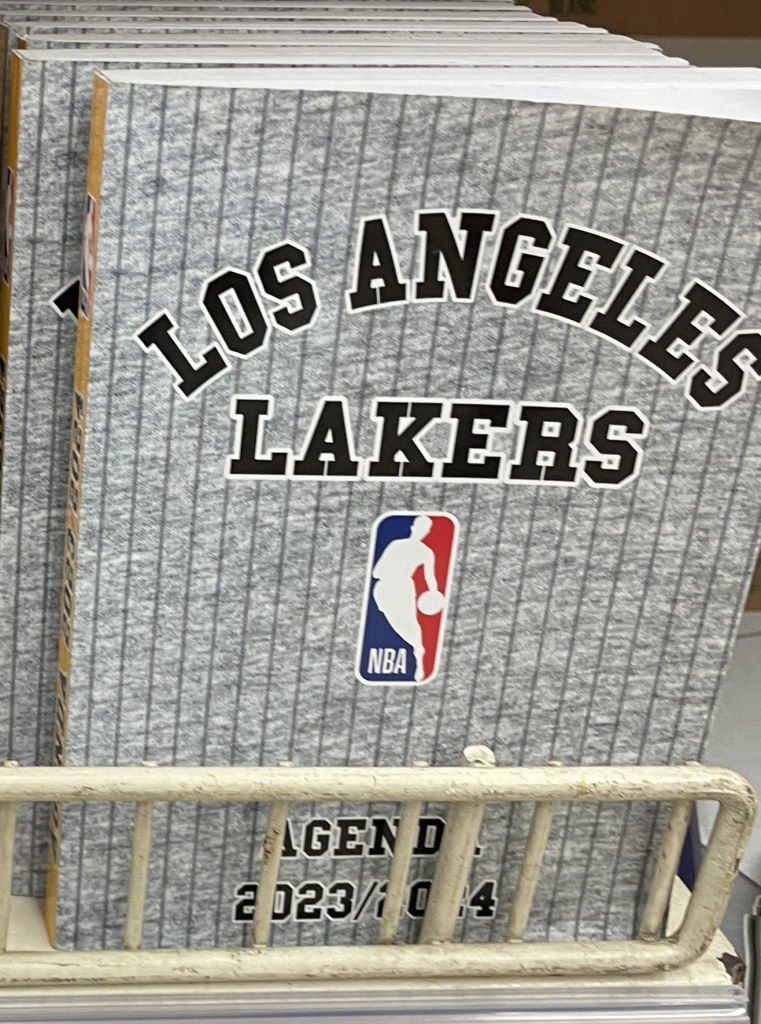 LOS ANGELES
LAKERS
NBA
AGENDA
2023/2024